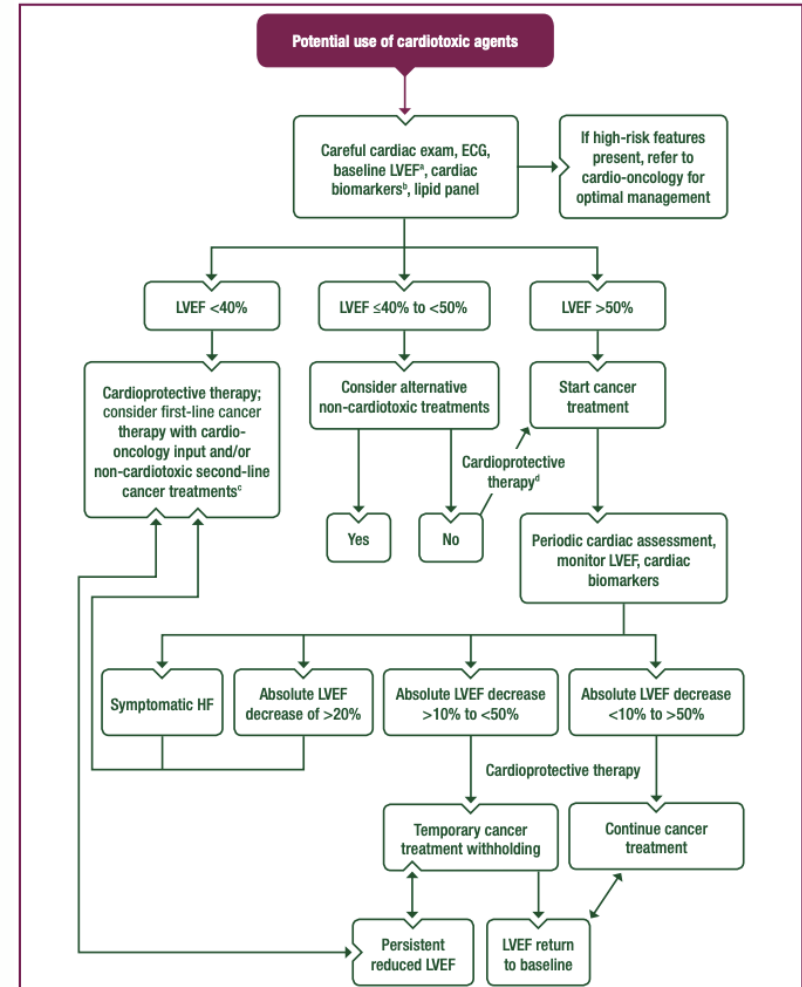 Potential use of cardiotoxic agents
Careful cardiac exam, ECG,
baseline LVEFᵃ, cardiac
biomarkersᵇ, lipid panel
If high-risk features
present, refer to
cardio-oncology for
optimal management
LVEF <40%
LVEF ≤40% to <50%
LVEF >50%
Cardioprotective therapy;
consider first-line cancer
therapy with cardio-
oncology input and/or
non-cardiotoxic second-line
cancer treatmentsᶜ
Consider alternative
non-cardiotoxic treatments
Start cancer
treatment
Cardioprotective
therapyᵈ
Yes
No
Periodic cardiac assessment,
monitor LVEF, cardiac
biomarkers
Symptomatic HF
Absolute LVEF
decrease of >20%
Absolute LVEF decrease
>10% to <50%
Absolute LVEF decrease
<10% to >50%
Cardioprotective therapy
Temporary cancer
treatment withholding
Continue cancer
treatment
Persistent
reduced LVEF
LVEF return
to baseline